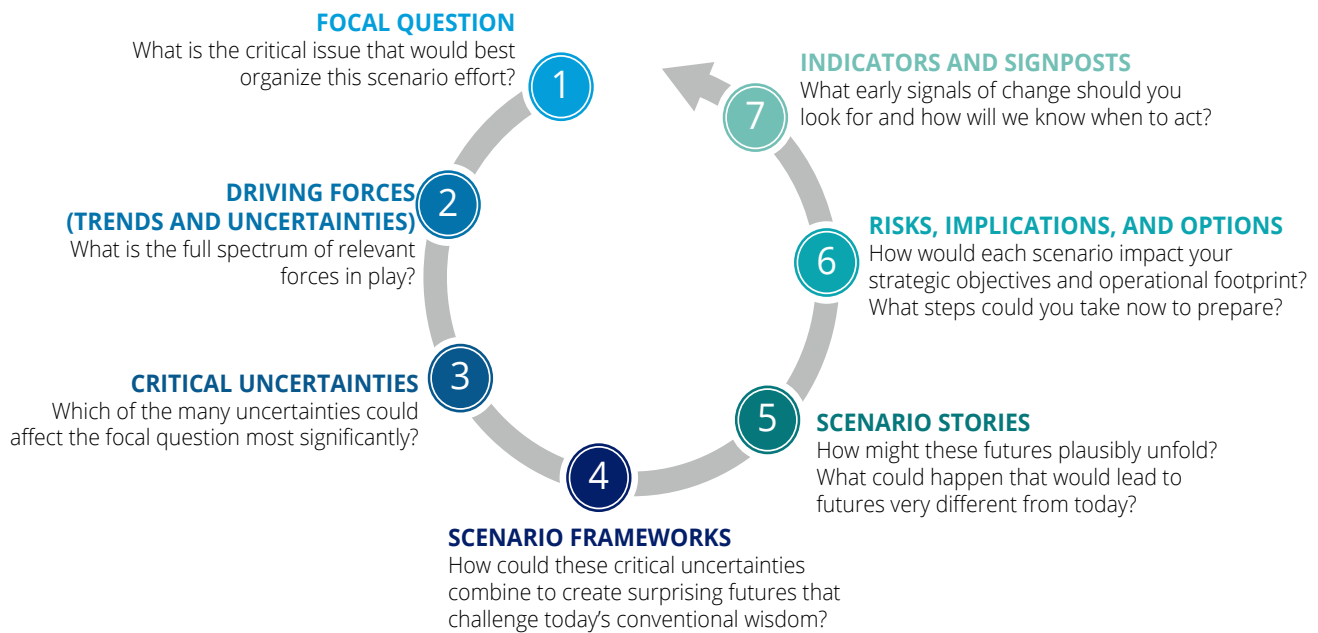 FOCAL QUESTION
What is the critical issue that would best
organize this scenario effort?
1
DRIVING FORCES
(TRENDS AND UNCERTAINTIES)
What is the full spectrum of relevant
forces in play?
2
CRITICAL UNCERTAINTIES
Which of the many uncertainties could
affect the focal question most significantly?
3
4
SCENARIO FRAMEWORKS
How could these critical uncertainties
combine to create surprising futures that
challenge today’s conventional wisdom?
5
SCENARIO STORIES
How might these futures plausibly unfold?
What could happen that would lead to
futures very different from today?
6
RISKS, IMPLICATIONS, AND OPTIONS
How would each scenario impact your
strategic objectives and operational footprint?
What steps could you take now to prepare?
7
INDICATORS AND SIGNPOSTS
What early signals of change should you
look for and how will we know when to act?